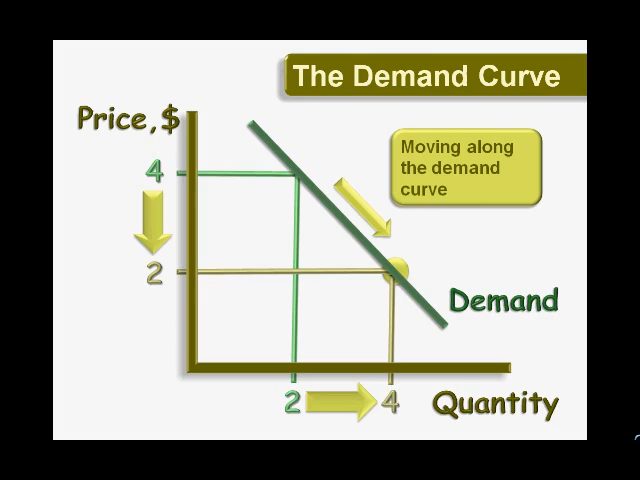 The Demand Curve
Price,$
Moving along
the demand
curve
4
2
Demand
2
4
Quantity